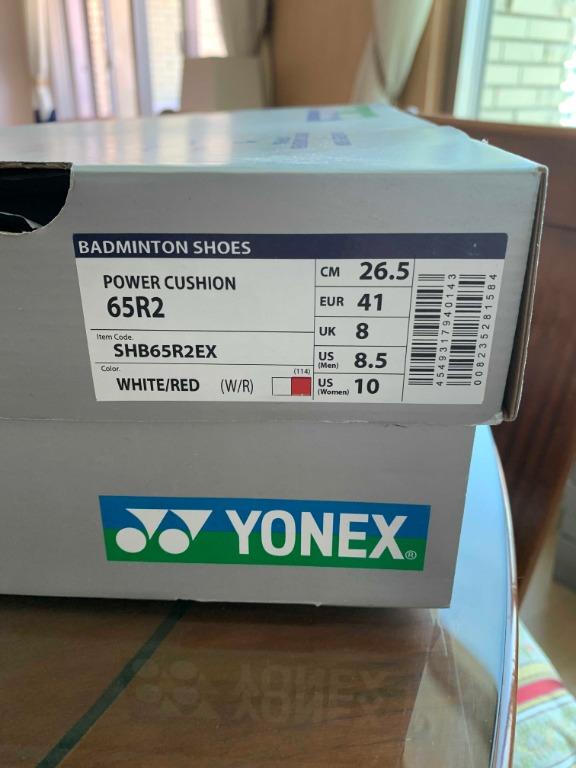 BADMINTON SHOES
POWER CUSHION
65R2
Item Code.
SHB65R2EX
Color.
(114)
WHITE/RED (W/R)
CM 26.5
EUR 41
UK 8
US (Men) 8.5
US (Women) 10
4549317940143
008235281584
YONEX®